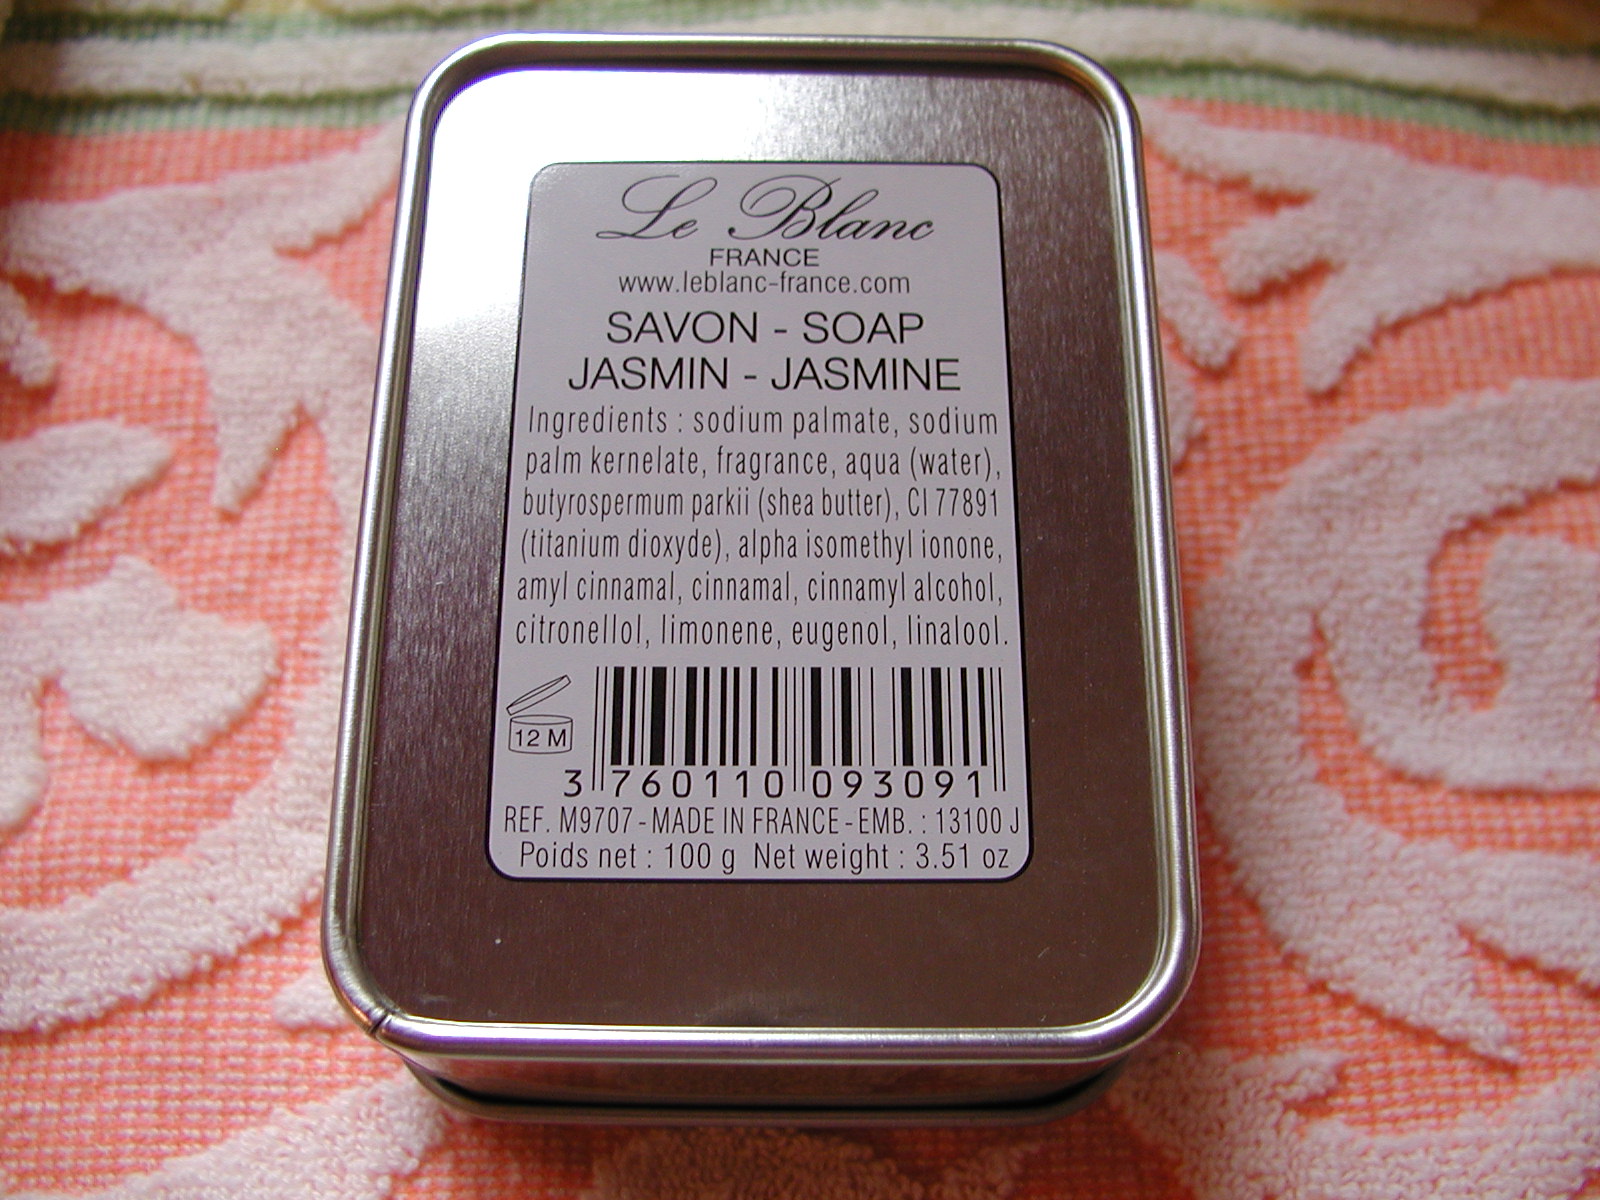 Le Blanc
FRANCE
www.leblanc-france.com
SAVON - SOAP
JASMIN - JASMINE
Ingredients : sodium palmate, sodium
palm kernelate, fragrance, aqua (water),
butyrospermum parkii (shea butter), CI 77891
(titanium dioxyde), alpha isomethyl ionone,
amyl cinnamal, cinnamal, cinnamyl alcohol,
citronellol, limonene, eugenol, linalool.
12 M
3 760110 093091
REF. M9707 - MADE IN FRANCE - EMB. : 13100 J
Poids net : 100 g Net weight : 3.51 oz